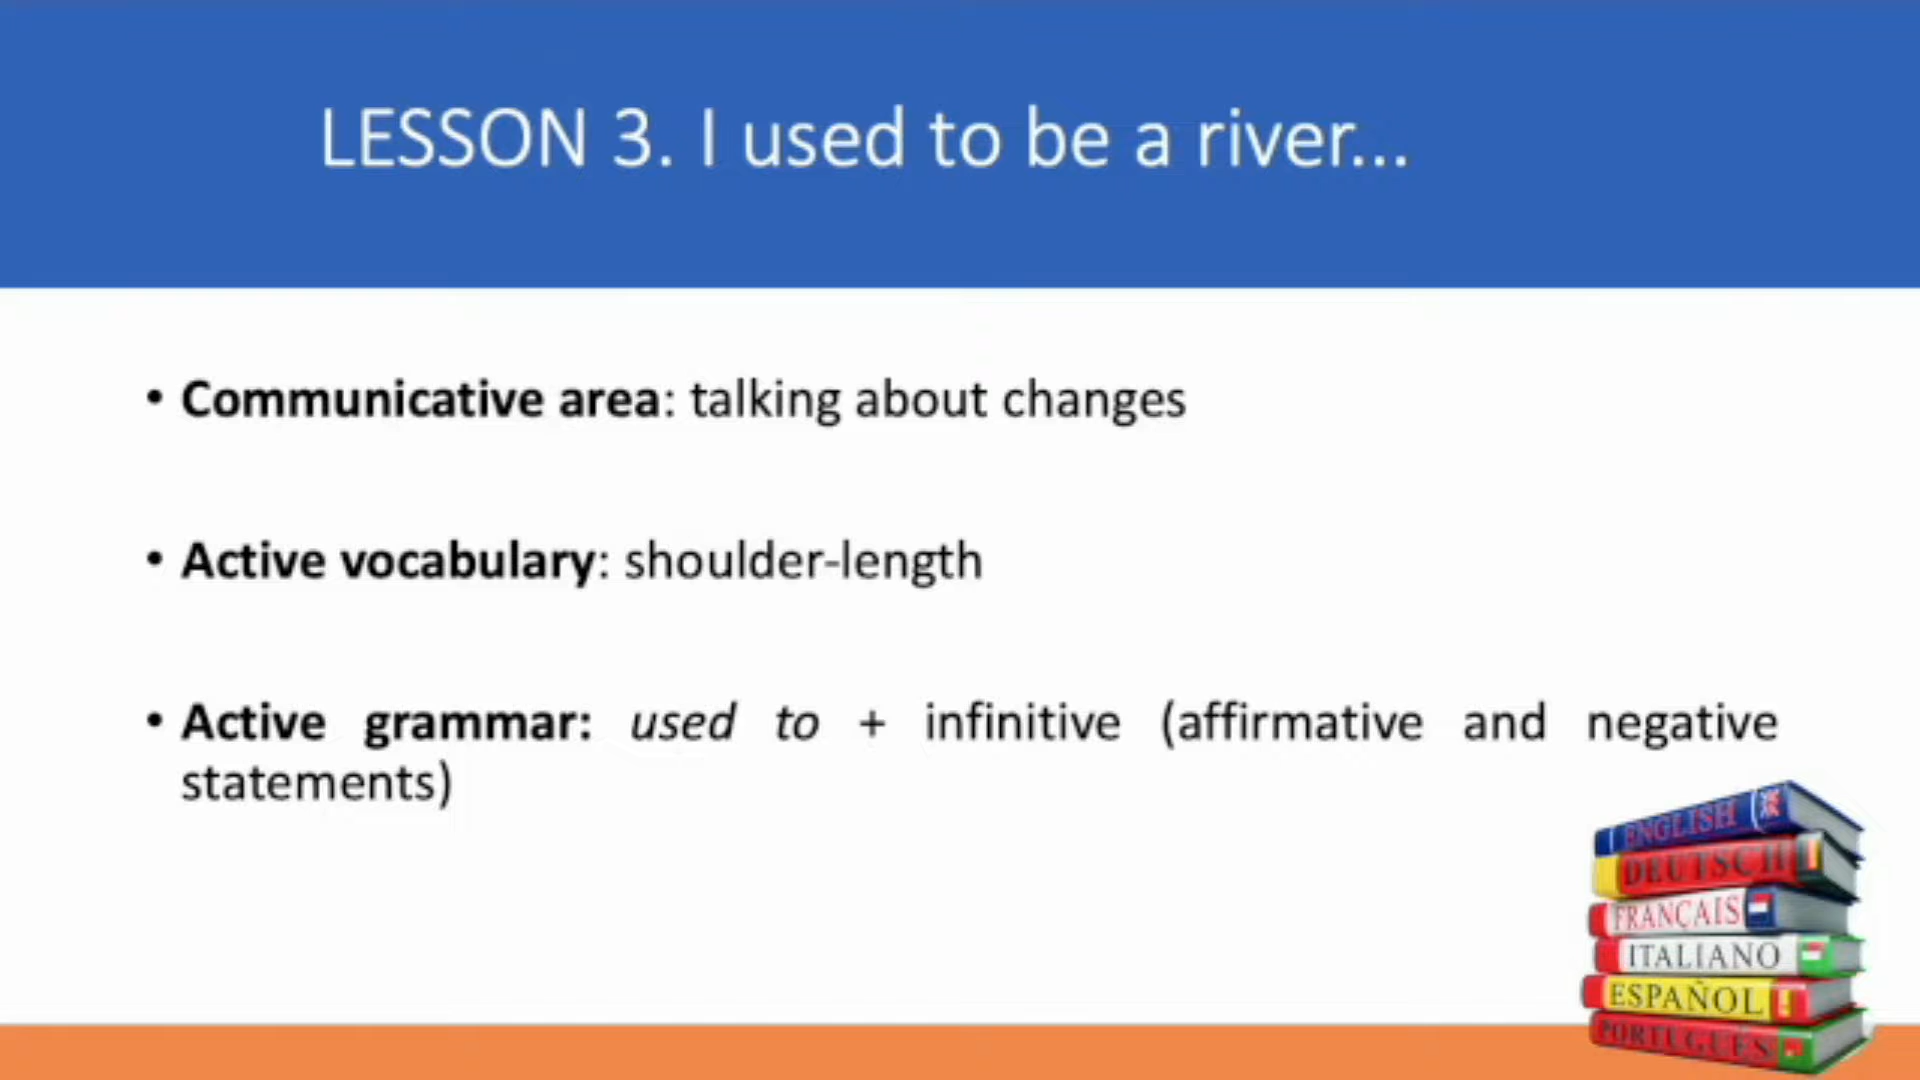 LESSON 3. I used to be a river...
• Communicative area: talking about changes
• Active vocabulary: shoulder-length
• Active grammar: used to + infinitive (affirmative and negative
statements)
ENGLISH
DEUTSCH
FRANÇAIS
ITALIANO
ESPAÑOL
PORTUGUÊS